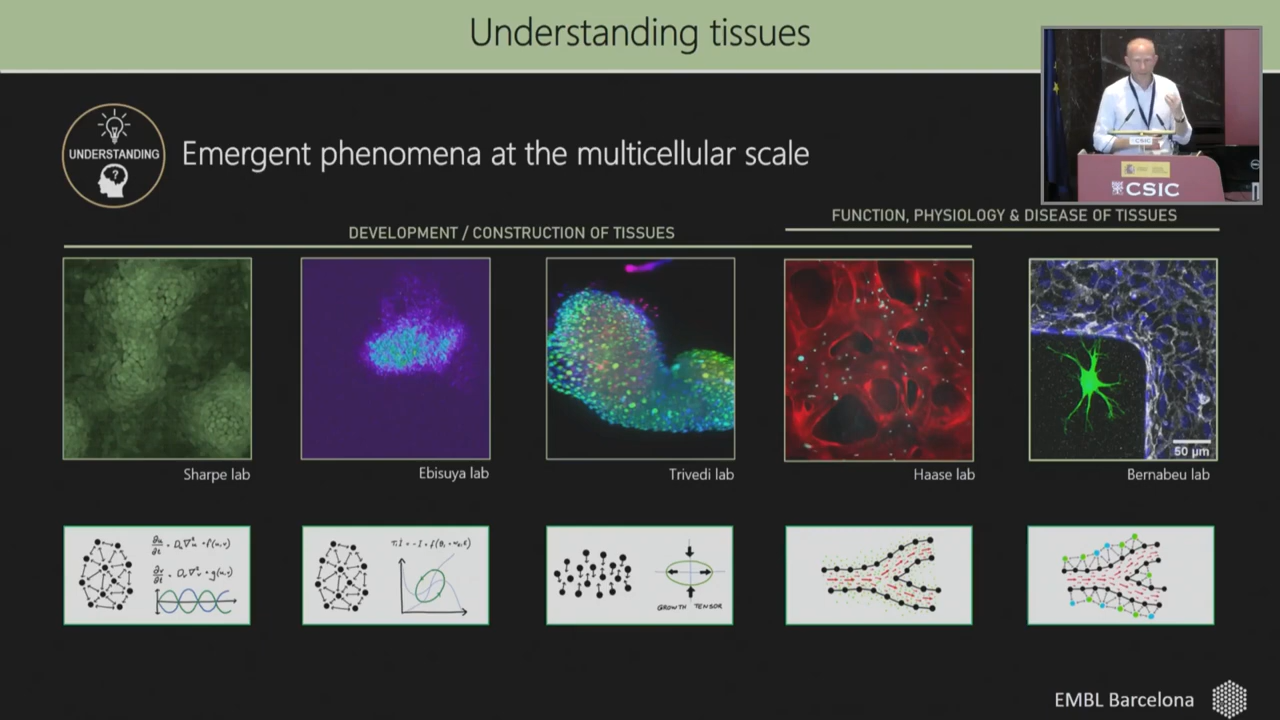 Understanding tissues
UNDERSTANDING
?
Emergent phenomena at the multicellular scale
CSIC
CSIC
DEVELOPMENT / CONSTRUCTION OF TISSUES
FUNCTION, PHYSIOLOGY & DISEASE OF TISSUES
50 µm
Sharpe lab
Ebisuya lab
Trivedi lab
Haase lab
Bernabeu lab
GROWTH TENSOR
EMBL Barcelona